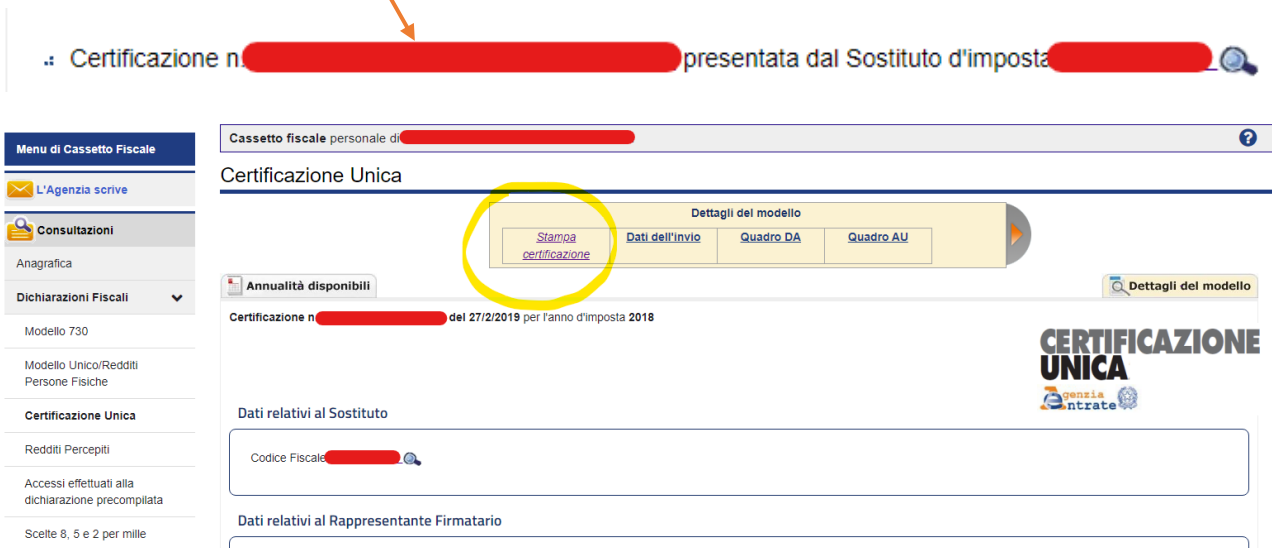 Certificazione n. presentata dal Sostituto d'imposta
Menu di Cassetto Fiscale
L'Agenzia scrive
Consultazioni
Anagrafica
Dichiarazioni Fiscali
Modello 730
Modello Unico/Redditi
Persone Fisiche
Certificazione Unica
Redditi Percepiti
Accessi effettuati alla
dichiarazione precompilata
Scelte 8, 5 e 2 per mille
Cassetto fiscale personale di
?
Certificazione Unica
Dettagli del modello
Stampa
certificazione
Dati dell'invio
Quadro DA
Quadro AU
Annualità disponibili
Dettagli del modello
Certificazione n del 27/2/2019 per l'anno d'imposta 2018
CERTIFICAZIONE
UNICA
Agenzia
Entrate
Dati relativi al Sostituto
Codice Fiscale
Dati relativi al Rappresentante Firmatario